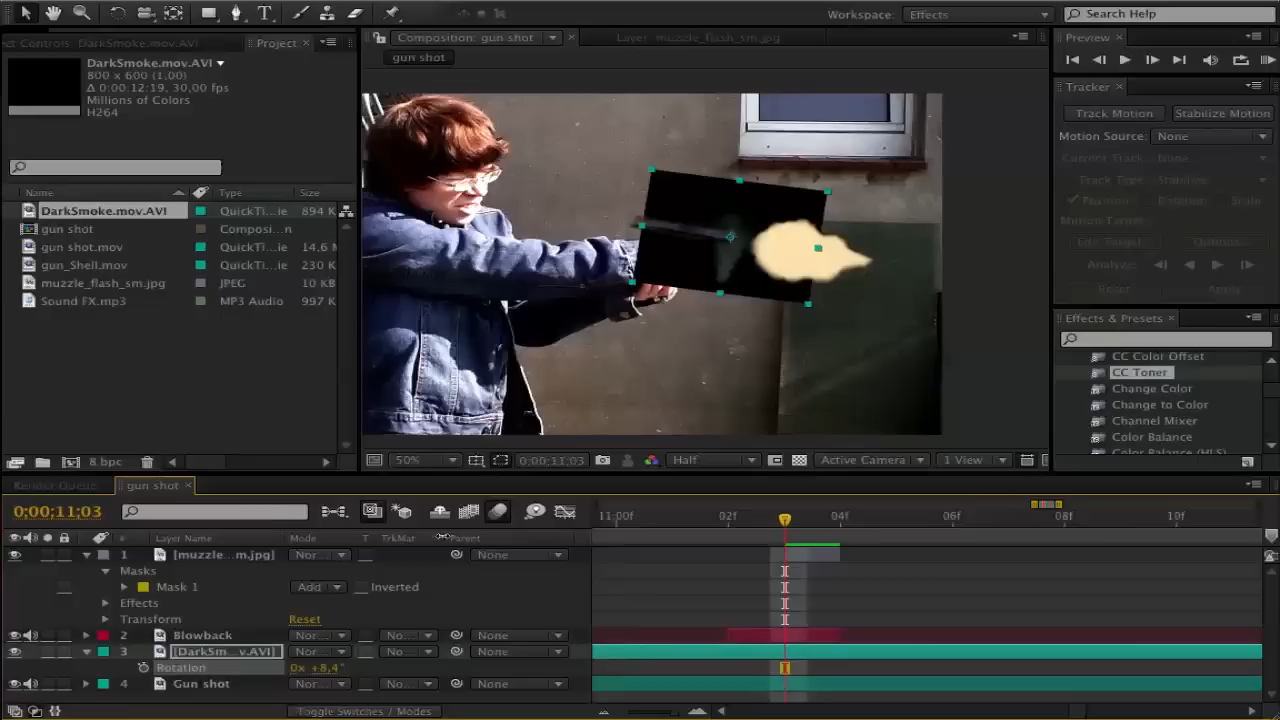 Workspace: Effects Search Help
ect Controls: DarkSmoke.mov.AVI Project
Composition: gun shot
Layer: muzzle_flash_sm.jpg
gun shot
DarkSmoke.mov.AVI
800 x 600 (1,00)
Δ 0:00:12:19, 30,00 fps
Millions of Colors
H264
Name Type Size
DarkSmoke.mov.AVI QuickTi...ie 894 K
gun shot Composi...n
gun shot.mov QuickTi...ie 14,6 M
gun_Shell.mov QuickTi...ie 230 K
muzzle_flash_sm.jpg JPEG 10 K
Sound FX.mp3 MP3 Audio 997 K
8 bpc
50% 0;00;11;03 Half Active Camera 1 View
Preview
Tracker
Track Motion Stabilize Motion
Motion Source: None
Current Track: None
Track Type: Stabilize
Position Rotation Scale
Motion Target:
Edit Target... Options...
Analyze:
Reset Apply
Effects & Presets
CC Color Offset
CC Toner
Change Color
Change to Color
Channel Mixer
Color Balance
Color Balance (HLS)
Render Queue gun shot
0;00;11;03
11:00f 02f 04f 06f 08f 10f
# Layer Name Mode T TrkMat Parent
1 [muzzle...m.jpg] Nor... None
Masks
Mask 1 Add Inverted
Effects
Transform Reset
2 Blowback Nor... No... None
3 [DarkSm...v.AVI] Nor... No... None
Rotation 0x +8,4°
4 Gun shot Nor... No... None
Toggle Switches / Modes